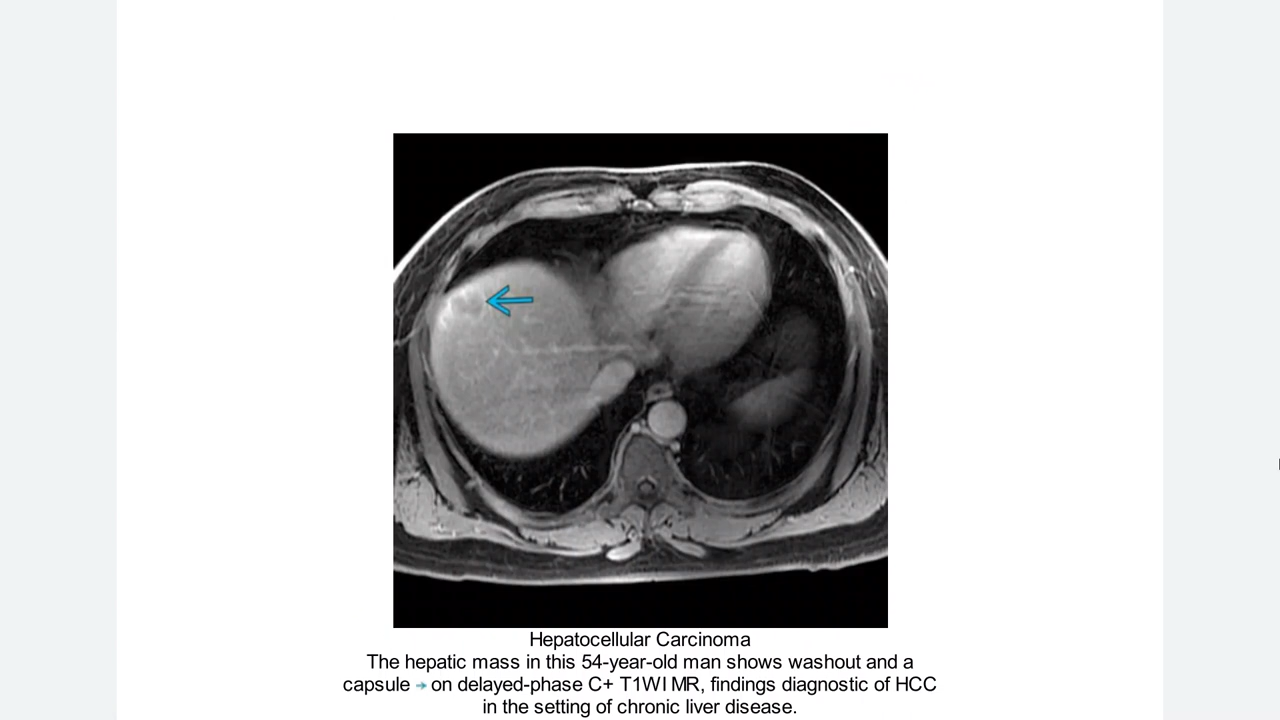 Hepatocellular Carcinoma
The hepatic mass in this 54-year-old man shows washout and a
capsule → on delayed-phase C+ T1WI MR, findings diagnostic of HCC
in the setting of chronic liver disease.